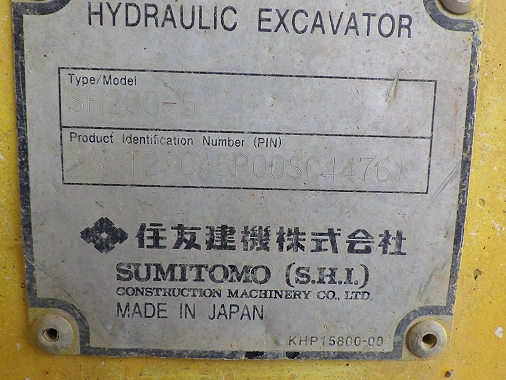 HYDRAULIC EXCAVATOR
Type/Model
SH200-5
Product Identification Number (PIN)
住友建機株式会社
SUMITOMO (S.H.I.)
CONSTRUCTION MACHINERY CO., LTD.
MADE IN JAPAN
KHP15800-00